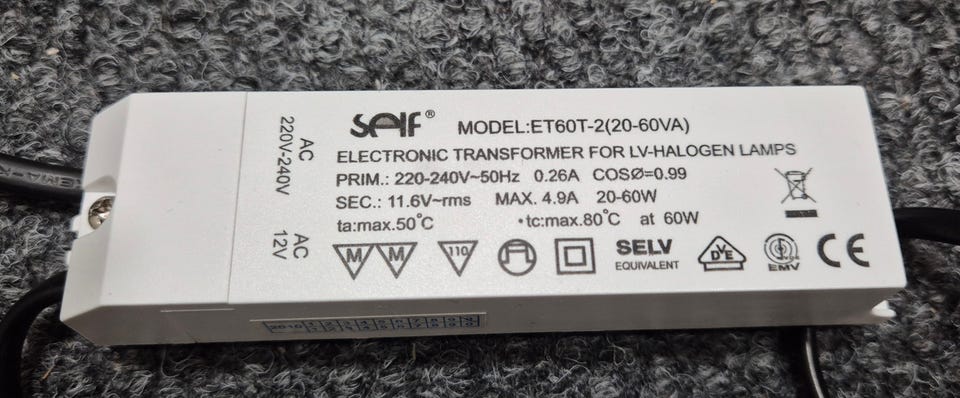 SELF®
MODEL:ET60T-2(20-60VA)
ELECTRONIC TRANSFORMER FOR LV-HALOGEN LAMPS
PRIM.: 220-240V~50Hz 0.26A COSØ=0.99
SEC.: 11.6V~rms MAX. 4.9A 20-60W
ta:max.50°C •tc:max.80°C at 60W
AC
220V-240V
AC
12V
M M 110 SELV
EQUIVALENT
VDE
EMV
CE